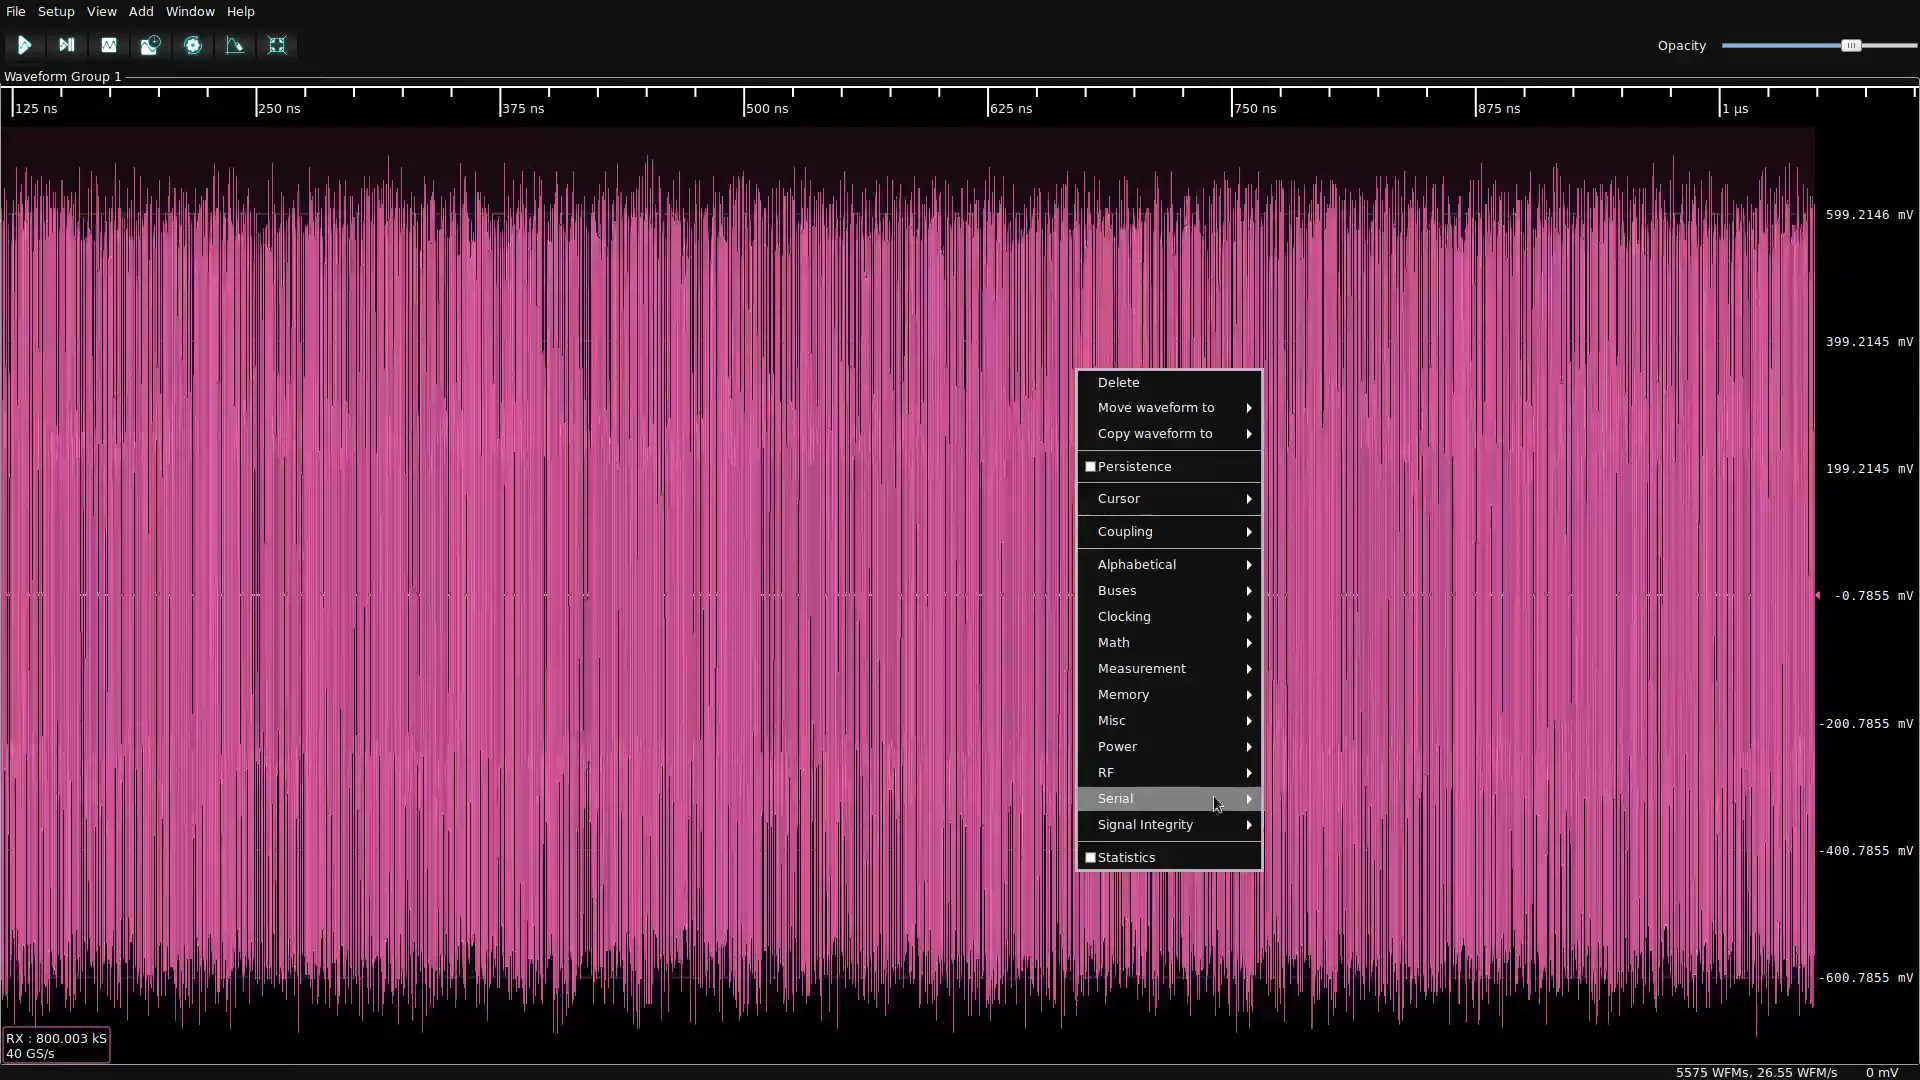 File Setup View Add Window Help
Opacity
Waveform Group 1
125 ns 250 ns 375 ns 500 ns 625 ns 750 ns 875 ns 1 µs
599.2146 mV
399.2145 mV
199.2145 mV
-0.7855 mV
-200.7855 mV
-400.7855 mV
-600.7855 mV
Delete
Move waveform to
Copy waveform to
Persistence
Cursor
Coupling
Alphabetical
Buses
Clocking
Math
Measurement
Memory
Misc
Power
RF
Serial
Signal Integrity
Statistics
RX : 800.003 kS
40 GS/s
5575 WFMs, 26.55 WFM/s 0 mV